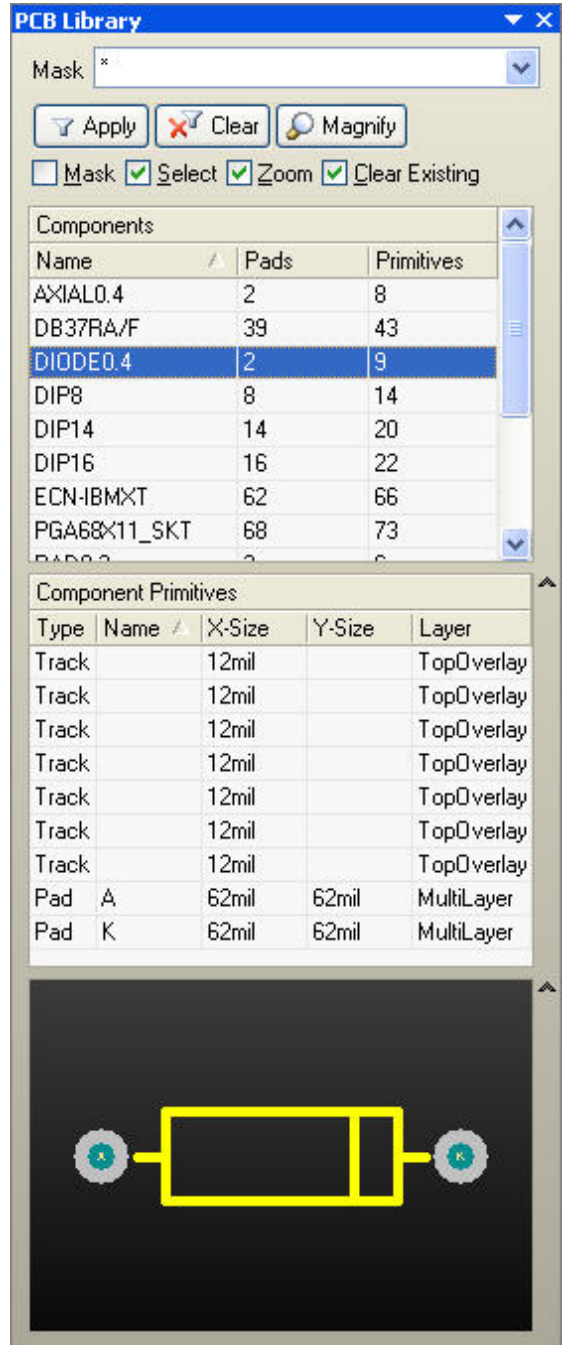 PCB Library
Mask *
Apply Clear Magnify
Mask Select Zoom Clear Existing
Components
Name Pads Primitives
AXIAL0.4 2 8
DB37RA/F 39 43
DIODE0.4 2 9
DIP8 8 14
DIP14 14 20
DIP16 16 22
ECN-IBMXT 62 66
PGA68X11_SKT 68 73
Component Primitives
Type Name X-Size Y-Size Layer
Track 12mil TopOverlay
Track 12mil TopOverlay
Track 12mil TopOverlay
Track 12mil TopOverlay
Track 12mil TopOverlay
Track 12mil TopOverlay
Track 12mil TopOverlay
Pad A 62mil 62mil MultiLayer
Pad K 62mil 62mil MultiLayer
A K